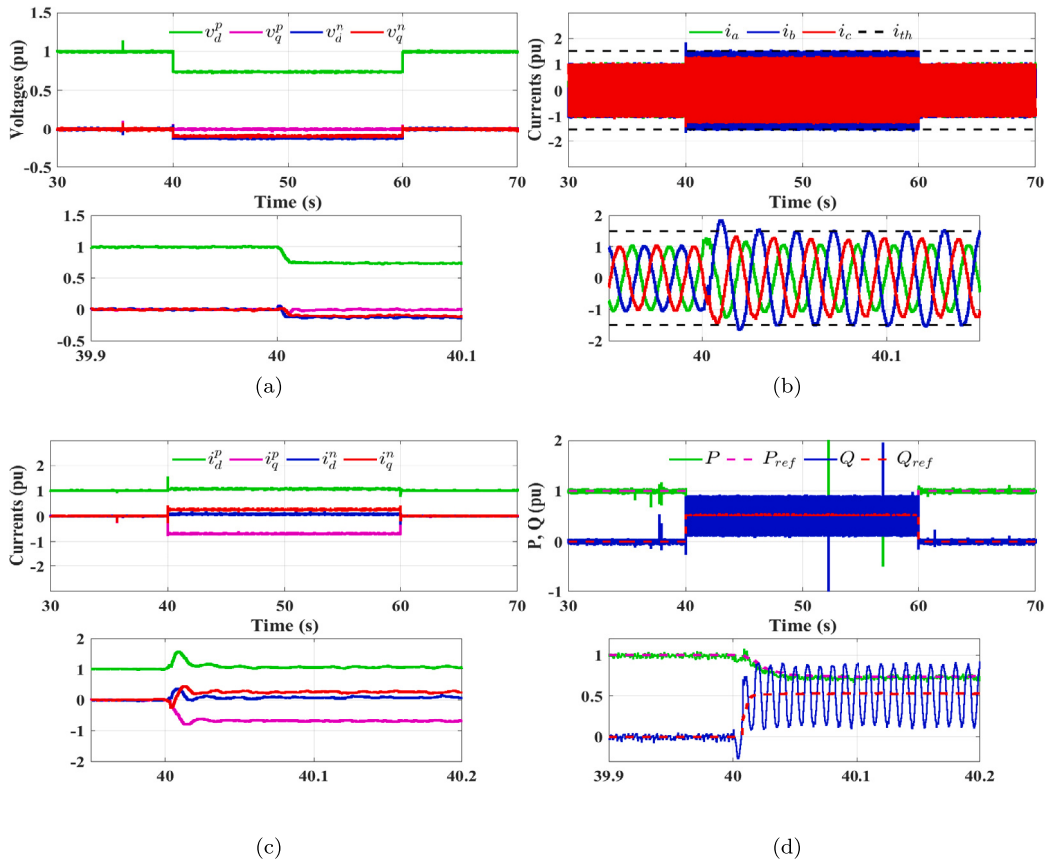 1.5
1
0.5
0
-0.5
Voltages (pu)
v_d^p v_q^p v_d^n v_q^n
30 40 50 60 70
Time (s)
1.5
1
0.5
0
-0.5
39.9 40 40.1
(a)
2
1
0
-1
-2
Currents (pu)
i_a i_b i_c i_th
30 40 50 60 70
Time (s)
2
1
0
-1
-2
40 40.1
(b)
3
2
1
0
-1
-2
Currents (pu)
i_d^p i_q^p i_d^n i_q^n
30 40 50 60 70
Time (s)
2
1
0
-1
-2
40 40.1 40.2
(c)
2
1
0
-1
P, Q (pu)
P P_ref Q Q_ref
30 40 50 60 70
Time (s)
1
0.5
0
39.9 40 40.1 40.2
(d)